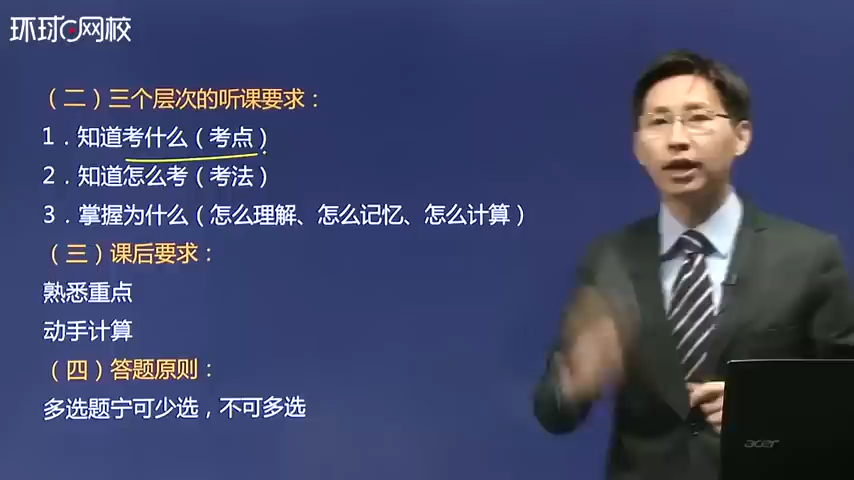 环球网校
（二）三个层次的听课要求：
1．知道考什么（考点）
2．知道怎么考（考法）
3．掌握为什么（怎么理解、怎么记忆、怎么计算）
（三）课后要求：
熟悉重点
动手计算
（四）答题原则：
多选题宁可少选，不可多选
acer